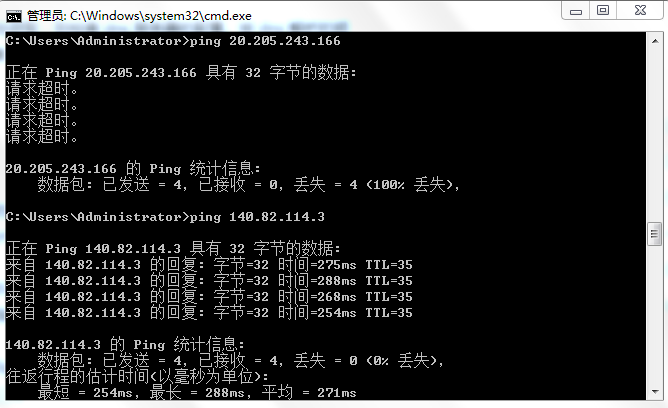 管理员: C:\Windows\system32\cmd.exe
C:\Users\Administrator>ping 20.205.243.166
正在 Ping 20.205.243.166 具有 32 字节的数据:
请求超时。
请求超时。
请求超时。
请求超时。
20.205.243.166 的 Ping 统计信息:
数据包: 已发送 = 4，已接收 = 0，丢失 = 4 (100% 丢失)，
C:\Users\Administrator>ping 140.82.114.3
正在 Ping 140.82.114.3 具有 32 字节的数据:
来自 140.82.114.3 的回复: 字节=32 时间=275ms TTL=35
来自 140.82.114.3 的回复: 字节=32 时间=288ms TTL=35
来自 140.82.114.3 的回复: 字节=32 时间=268ms TTL=35
来自 140.82.114.3 的回复: 字节=32 时间=254ms TTL=35
140.82.114.3 的 Ping 统计信息:
数据包: 已发送 = 4，已接收 = 4，丢失 = 0 (0% 丢失)，
往返行程的估计时间(以毫秒为单位):
最短 = 254ms，最长 = 288ms，平均 = 271ms